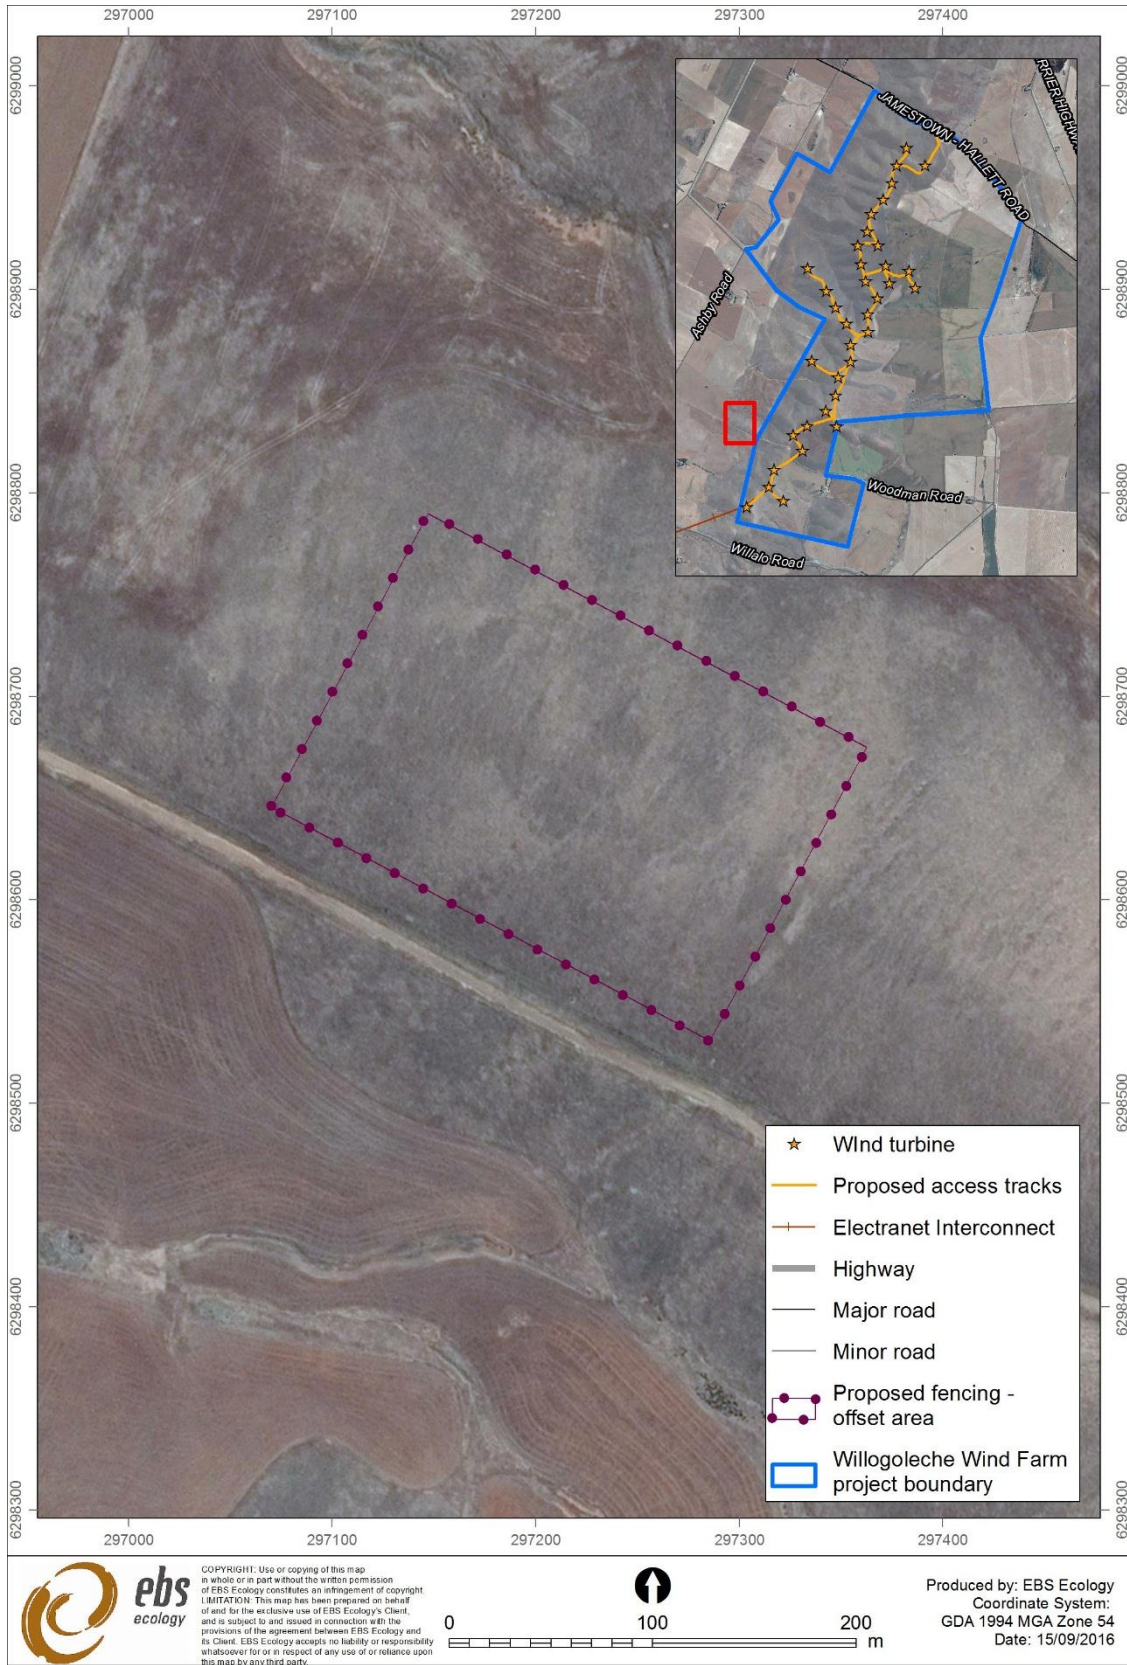 297000
297100
297200
297300
297400
6299000
6298900
6298800
6298700
6298600
6298500
6298400
6298300
6299000
6298900
6298800
6298700
6298600
6298500
6298400
6298300
RRIER HIGHWA
JAMESTOWN - HALLETT ROAD
Ashby Road
Woodman Road
Willalo Road
WInd turbine
Proposed access tracks
Electranet Interconnect
Highway
Major road
Minor road
Proposed fencing -
offset area
Willogoleche Wind Farm
project boundary
297000
297100
297200
297300
297400
ebs
ecology
COPYRIGHT: Use or copying of this map
in whole or in part without the written permission
of EBS Ecology constitutes an infringement of copyright.
LIMITATION: This map has been prepared on behalf
of and for the exclusive use of EBS Ecology's Client,
and is subject to and issued in connection with the
provisions of the agreement between EBS Ecology and
its Client. EBS Ecology accepts no liability or responsibility
whatsoever for or in respect of any use of or reliance upon
this map by any third party.
0 100 200
m
Produced by: EBS Ecology
Coordinate System:
GDA 1994 MGA Zone 54
Date: 15/09/2016